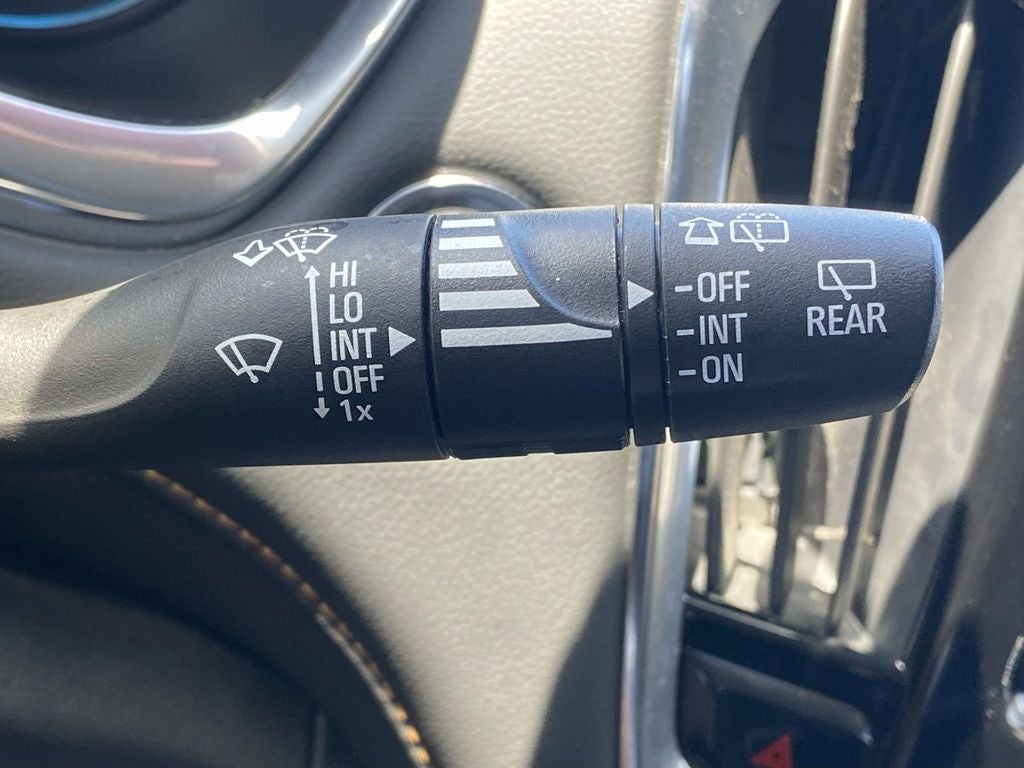 HI
LO
INT
OFF
1x
-OFF
-INT
-ON
REAR